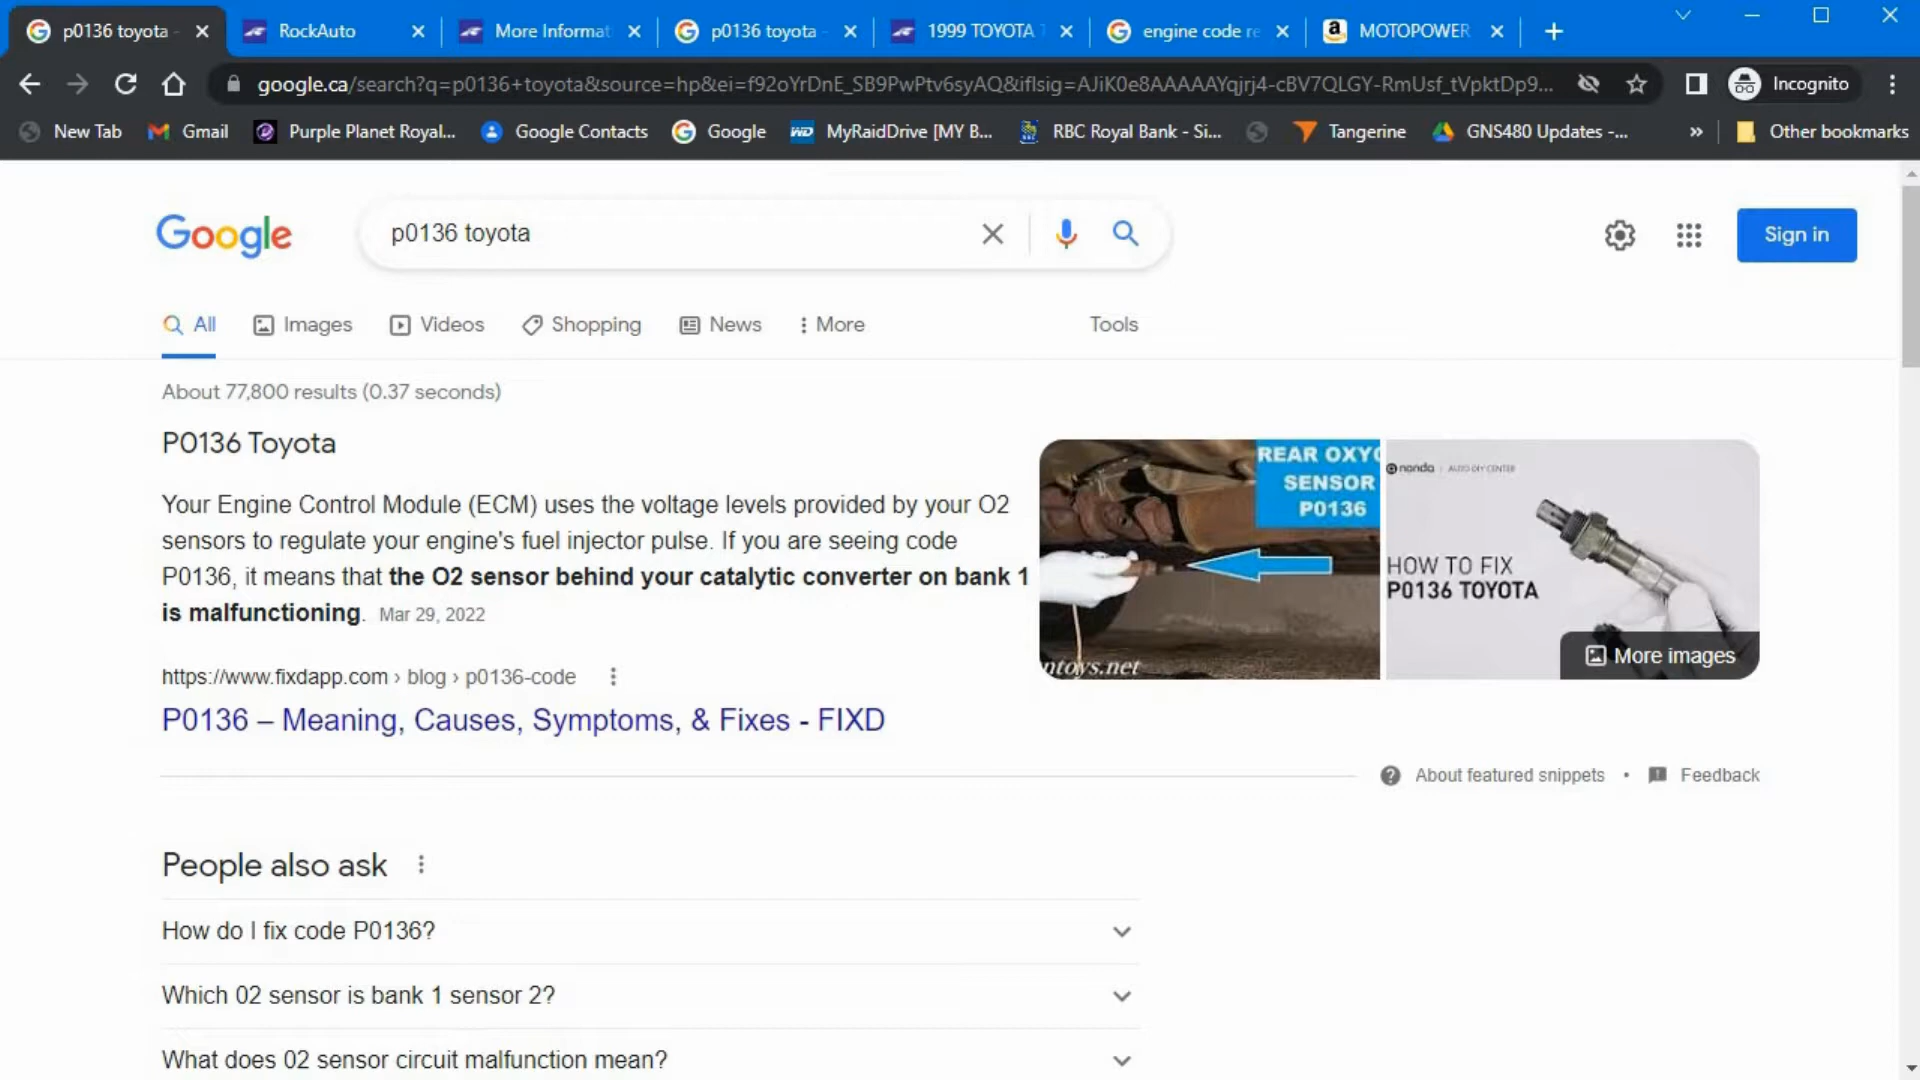 p0136 toyota -
RockAuto
More Informat
p0136 toyota -
1999 TOYOTA T
engine code re
MOTOPOWER
google.ca/search?q=p0136+toyota&source=hp&ei=f92oYrDnE_SB9PwPtv6syAQ&iflsig=AJiK0e8AAAAAYqjrj4-cBV7QLGY-RmUsf_tVpktDp9...
Incognito
New Tab
Gmail
Purple Planet Royal...
Google Contacts
Google
MyRaidDrive [MY B...
RBC Royal Bank - Si...
Tangerine
GNS480 Updates -...
»
Other bookmarks
Google
p0136 toyota
Sign in
All
Images
Videos
Shopping
News
More
Tools
About 77,800 results (0.37 seconds)
P0136 Toyota
Your Engine Control Module (ECM) uses the voltage levels provided by your O2
sensors to regulate your engine's fuel injector pulse. If you are seeing code
P0136, it means that the O2 sensor behind your catalytic converter on bank 1
is malfunctioning. Mar 29, 2022
REAR OXYG
SENSOR
P0136
ntoys.net
nonda | AUTO DIY CENTER
HOW TO FIX
P0136 TOYOTA
More images
https://www.fixdapp.com › blog › p0136-code
P0136 – Meaning, Causes, Symptoms, & Fixes - FIXD
About featured snippets • Feedback
People also ask
How do I fix code P0136?
Which 02 sensor is bank 1 sensor 2?
What does 02 sensor circuit malfunction mean?